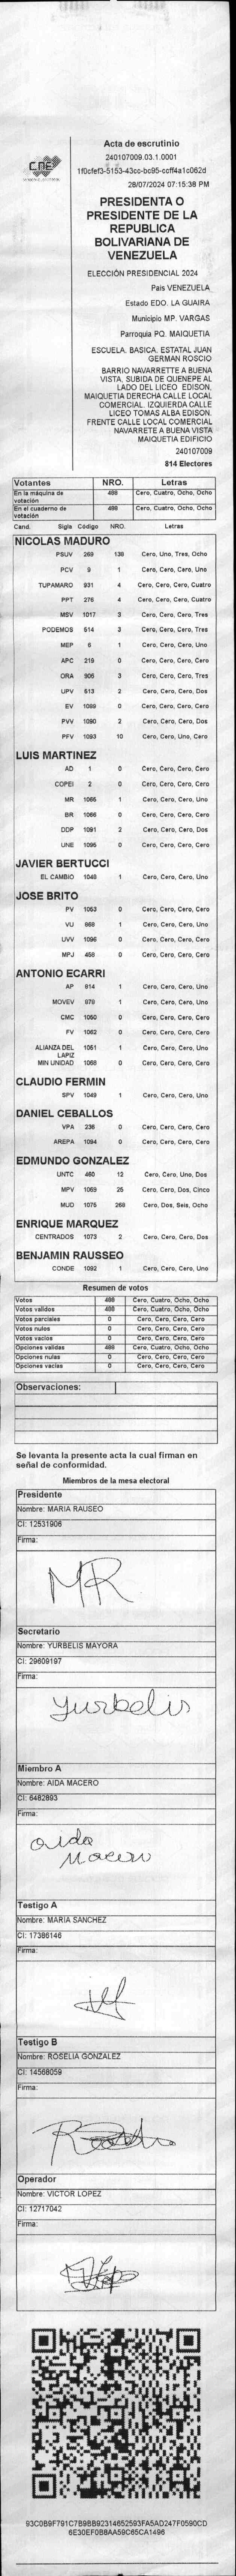 CNE
Acta de escrutinio
240107009.03.1.0001
1f0cfef3-5153-43cc-bc95-ccff4a1c062d
28/07/2024 07:15:38 PM
PRESIDENTA O
PRESIDENTE DE LA
REPUBLICA
BOLIVARIANA DE
VENEZUELA
ELECCIÓN PRESIDENCIAL 2024
Pais VENEZUELA
Estado EDO. LA GUAIRA
Municipio MP. VARGAS
Parroquia PQ. MAIQUETIA
ESCUELA. BASICA. ESTATAL JUAN
GERMAN ROSCIO
BARRIO NAVARRETTE A BUENA
VISTA, SUBIDA DE QUENEPE AL
LADO DEL LICEO EDISON.
MAIQUETIA DERECHA CALLE LOCAL
COMERCIAL. IZQUIERDA CALLE
LICEO TOMAS ALBA EDISON.
FRENTE CALLE LOCAL COMERCIAL
NAVARRETE A BUENA VISTA
MAIQUETIA EDIFICIO
240107009
814 Electores
Votantes NRO. Letras
En la máquina de votación 488 Cero, Cuatro, Ocho, Ocho
En el cuaderno de votación 488 Cero, Cuatro, Ocho, Ocho
Cand. Sigla Código NRO. Letras
NICOLAS MADURO
PSUV 269 138 Cero, Uno, Tres, Ocho
PCV 9 1 Cero, Cero, Cero, Uno
TUPAMARO 931 4 Cero, Cero, Cero, Cuatro
PPT 276 4 Cero, Cero, Cero, Cuatro
MSV 1017 3 Cero, Cero, Cero, Tres
PODEMOS 514 3 Cero, Cero, Cero, Tres
MEP 6 1 Cero, Cero, Cero, Uno
APC 219 0 Cero, Cero, Cero, Cero
ORA 906 3 Cero, Cero, Cero, Tres
UPV 513 2 Cero, Cero, Cero, Dos
EV 1089 0 Cero, Cero, Cero, Cero
PVV 1090 2 Cero, Cero, Cero, Dos
PFV 1093 10 Cero, Cero, Uno, Cero
LUIS MARTINEZ
AD 1 0 Cero, Cero, Cero, Cero
COPEI 2 0 Cero, Cero, Cero, Cero
MR 1065 1 Cero, Cero, Cero, Uno
BR 1066 0 Cero, Cero, Cero, Cero
DDP 1091 2 Cero, Cero, Cero, Dos
UNE 1095 0 Cero, Cero, Cero, Cero
JAVIER BERTUCCI
EL CAMBIO 1048 1 Cero, Cero, Cero, Uno
JOSE BRITO
PV 1053 0 Cero, Cero, Cero, Cero
VU 868 1 Cero, Cero, Cero, Uno
UVV 1096 0 Cero, Cero, Cero, Cero
MPJ 458 0 Cero, Cero, Cero, Cero
ANTONIO ECARRI
AP 814 1 Cero, Cero, Cero, Uno
MOVEV 979 1 Cero, Cero, Cero, Uno
CMC 1050 0 Cero, Cero, Cero, Cero
FV 1052 0 Cero, Cero, Cero, Cero
ALIANZA DEL LAPIZ 1051 1 Cero, Cero, Cero, Uno
MIN UNIDAD 1068 0 Cero, Cero, Cero, Cero
CLAUDIO FERMIN
SPV 1049 1 Cero, Cero, Cero, Uno
DANIEL CEBALLOS
VPA 236 0 Cero, Cero, Cero, Cero
AREPA 1094 0 Cero, Cero, Cero, Cero
EDMUNDO GONZALEZ
UNTC 460 12 Cero, Cero, Uno, Dos
MPV 1069 25 Cero, Cero, Dos, Cinco
MUD 1075 268 Cero, Dos, Seis, Ocho
ENRIQUE MARQUEZ
CENTRADOS 1073 2 Cero, Cero, Cero, Dos
BENJAMIN RAUSSEO
CONDE 1092 1 Cero, Cero, Cero, Uno
Resumen de votos
Votos 488 Cero, Cuatro, Ocho, Ocho
Votos validos 488 Cero, Cuatro, Ocho, Ocho
Votos parciales 0 Cero, Cero, Cero, Cero
Votos nulos 0 Cero, Cero, Cero, Cero
Votos vacios 0 Cero, Cero, Cero, Cero
Opciones validas 488 Cero, Cuatro, Ocho, Ocho
Opciones nulas 0 Cero, Cero, Cero, Cero
Opciones vacias 0 Cero, Cero, Cero, Cero
Observaciones:
Se levanta la presente acta la cual firman en
señal de conformidad.
Miembros de la mesa electoral
Presidente
Nombre: MARIA RAUSEO
CI: 12531906
Firma:
MR
Secretario
Nombre: YURBELIS MAYORA
CI: 29609197
Firma:
Yurbelis
Miembro A
Nombre: AIDA MACERO
CI: 6482893
Firma:
Aida
Macero
Testigo A
Nombre: MARIA SANCHEZ
CI: 17386146
Firma:
Testigo B
Nombre: ROSELIA GONZALEZ
CI: 14568059
Firma:
Operador
Nombre: VICTOR LOPEZ
CI: 12717042
Firma:
93C0B9F791C7B9BB92314652593FA5AD247F0590CD
6E30EF0B8AA59C65CA1496